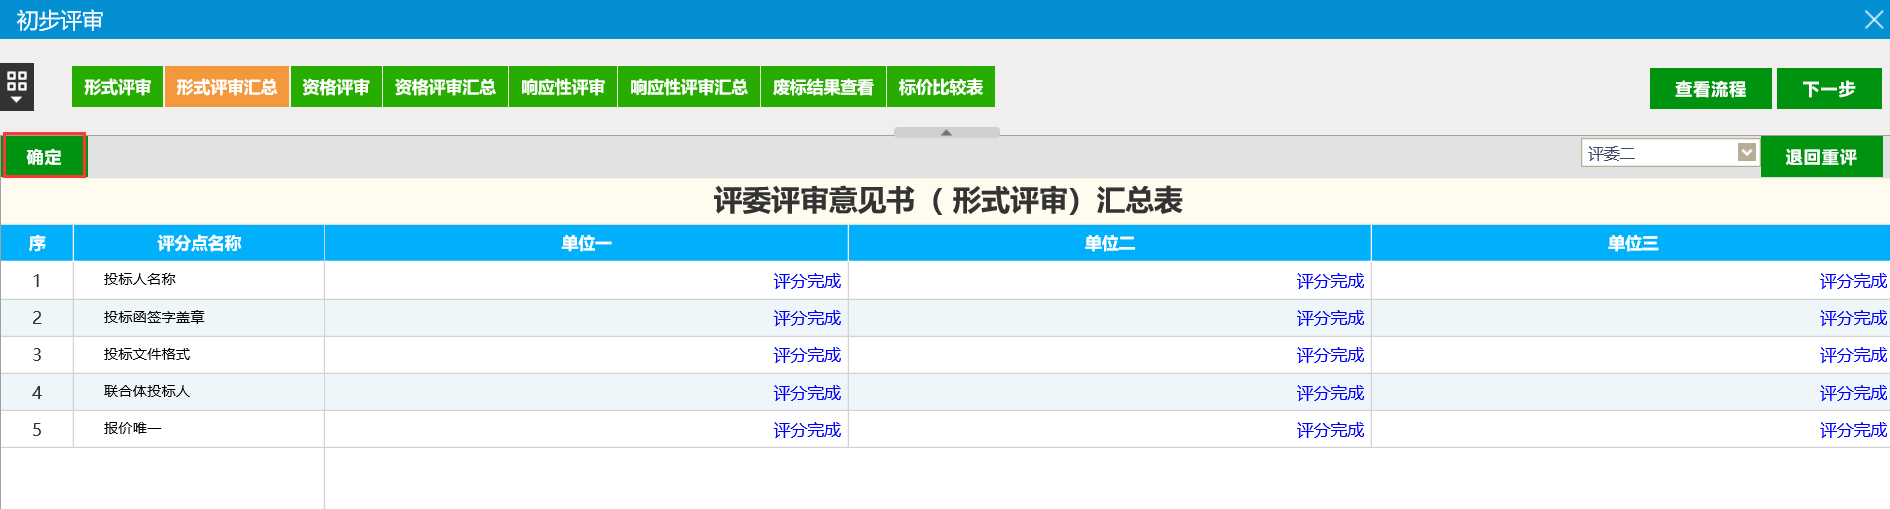 初步评审
形式评审 形式评审汇总 资格评审 资格评审汇总 响应性评审 响应性评审汇总 废标结果查看 标价比较表 查看流程 下一步
确定 评委二 退回重评
评委评审意见书（ 形式评审）汇总表
序 评分点名称 单位一 单位二 单位三
1 投标人名称 评分完成 评分完成 评分完成
2 投标函签字盖章 评分完成 评分完成 评分完成
3 投标文件格式 评分完成 评分完成 评分完成
4 联合体投标人 评分完成 评分完成 评分完成
5 报价唯一 评分完成 评分完成 评分完成